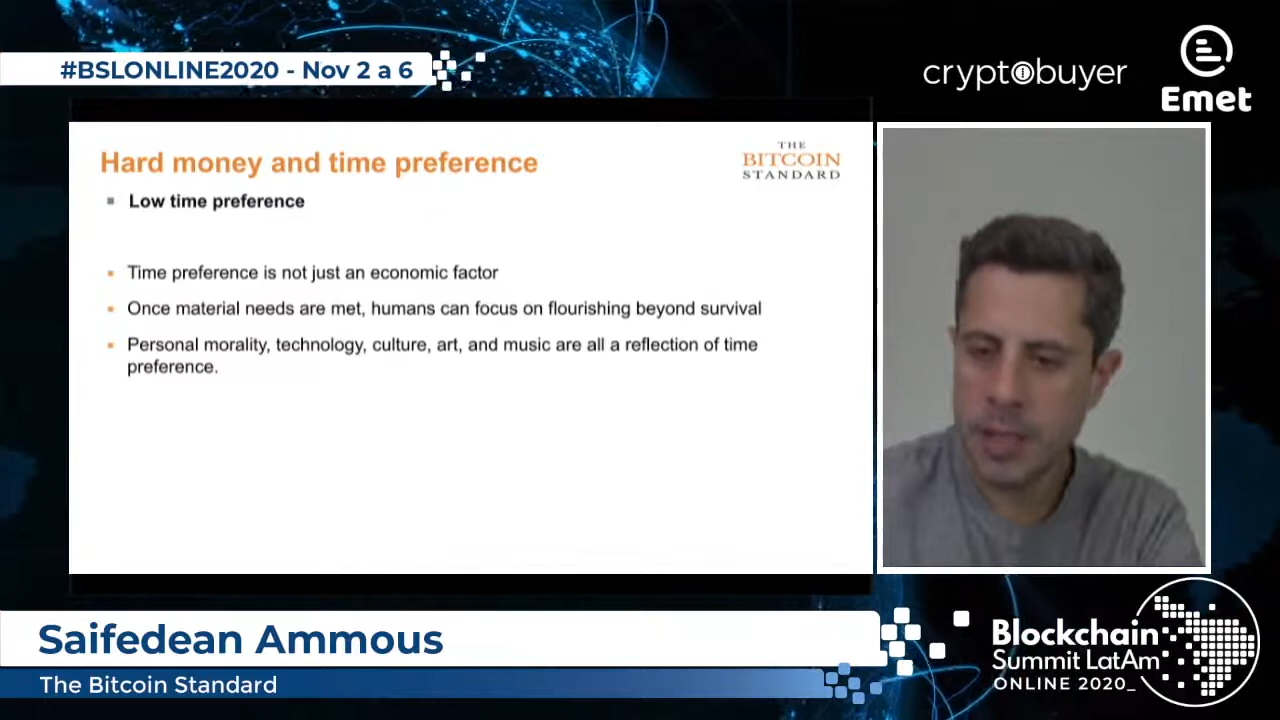 #BSLONLINE2020 - Nov 2 a 6
cryptobuyer
Emet
Hard money and time preference
THE
BITCOIN
STANDARD
Low time preference
Time preference is not just an economic factor
Once material needs are met, humans can focus on flourishing beyond survival
Personal morality, technology, culture, art, and music are all a reflection of time
preference.
Saifedean Ammous
The Bitcoin Standard
Blockchain
Summit LatAm
ONLINE 2020_